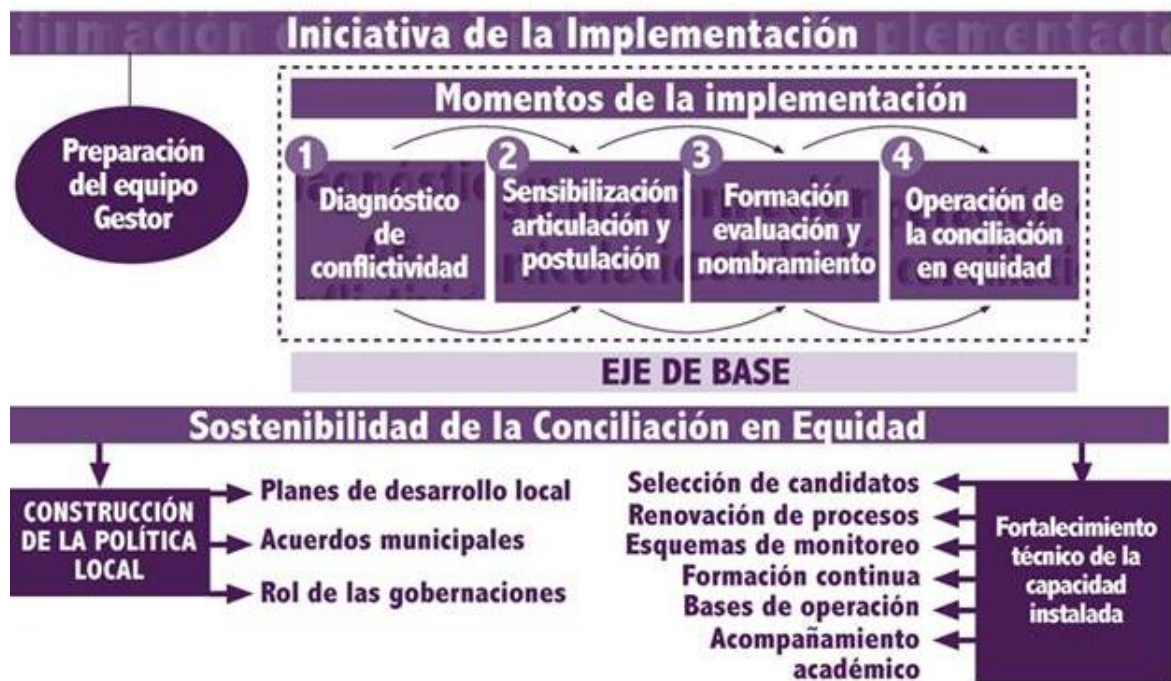 Iniciativa de la Implementación
Preparación
del equipo
Gestor
Momentos de la implementación
1
Diagnóstico
de
conflictividad
2
Sensibilización
articulación y
postulación
3
Formación
evaluación y
nombramiento
4
Operación de
la conciliación
en equidad
EJE DE BASE
Sostenibilidad de la Conciliación en Equidad
CONSTRUCCIÓN
DE LA POLÍTICA
LOCAL
Planes de desarrollo local
Acuerdos municipales
Rol de las gobernaciones
Selección de candidatos
Renovación de procesos
Esquemas de monitoreo
Formación continua
Bases de operación
Acompañamiento
académico
Fortalecimiento
técnico de la
capacidad
instalada